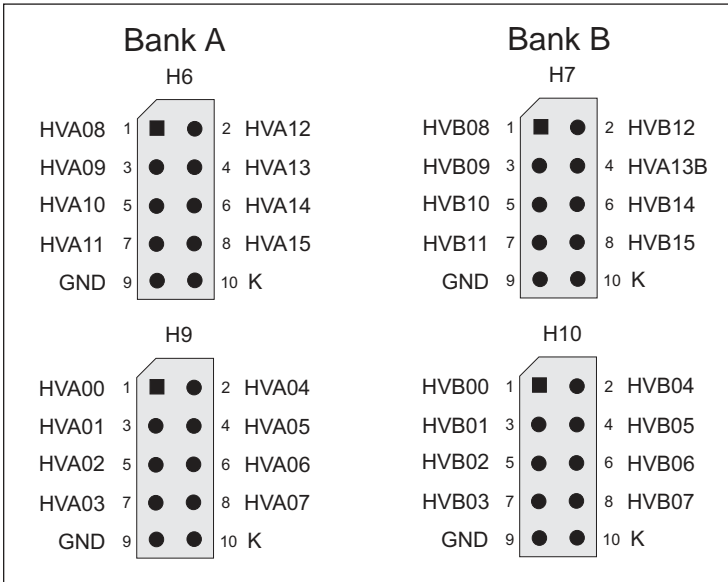 Bank A
H6
HVA08 1 2 HVA12
HVA09 3 4 HVA13
HVA10 5 6 HVA14
HVA11 7 8 HVA15
GND 9 10 K
H9
HVA00 1 2 HVA04
HVA01 3 4 HVA05
HVA02 5 6 HVA06
HVA03 7 8 HVA07
GND 9 10 K
Bank B
H7
HVB08 1 2 HVB12
HVB09 3 4 HVA13B
HVB10 5 6 HVB14
HVB11 7 8 HVB15
GND 9 10 K
H10
HVB00 1 2 HVB04
HVB01 3 4 HVB05
HVB02 5 6 HVB06
HVB03 7 8 HVB07
GND 9 10 K